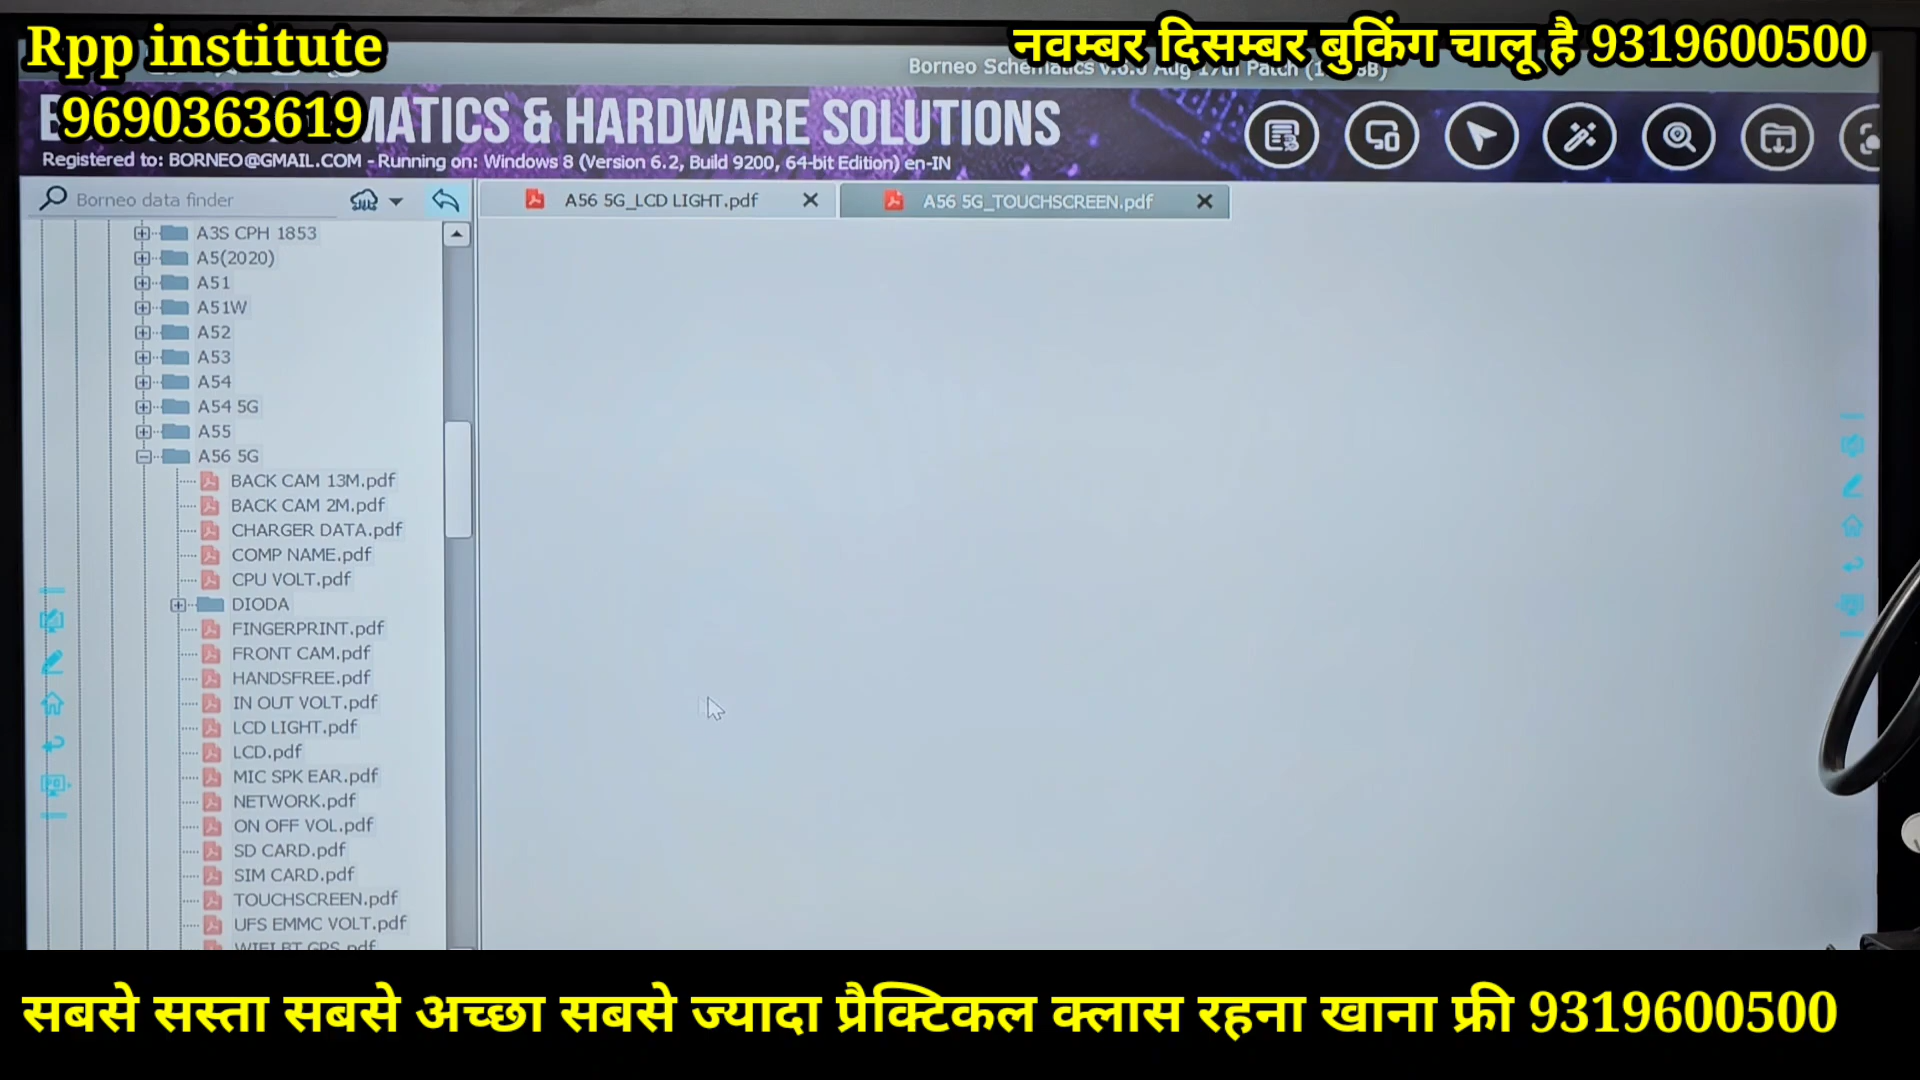 Rpp institute
नवम्बर दिसम्बर बुकिंग चालू है 9319600500
Borneo Schematics
9690363619
MATICS & HARDWARE SOLUTIONS
Registered to: BORNEO@GMAIL.COM - Running on: Windows 8 (Version 6.2, Build 9200, 64-bit Edition) en-IN
Borneo data finder
A56 5G_LCD LIGHT.pdf
A56 5G_TOUCHSCREEN.pdf
A3S CPH 1853
A5(2020)
A51
A51W
A52
A53
A54
A54 5G
A55
A56 5G
BACK CAM 13M.pdf
BACK CAM 2M.pdf
CHARGER DATA.pdf
COMP NAME.pdf
CPU VOLT.pdf
DIODA
FINGERPRINT.pdf
FRONT CAM.pdf
HANDSFREE.pdf
IN OUT VOLT.pdf
LCD LIGHT.pdf
LCD.pdf
MIC SPK EAR.pdf
NETWORK.pdf
ON OFF VOL.pdf
SD CARD.pdf
SIM CARD.pdf
TOUCHSCREEN.pdf
UFS EMMC VOLT.pdf
WIFI BT GPS.pdf
सबसे सस्ता सबसे अच्छा सबसे ज्यादा प्रैक्टिकल क्लास रहना खाना फ्री 9319600500